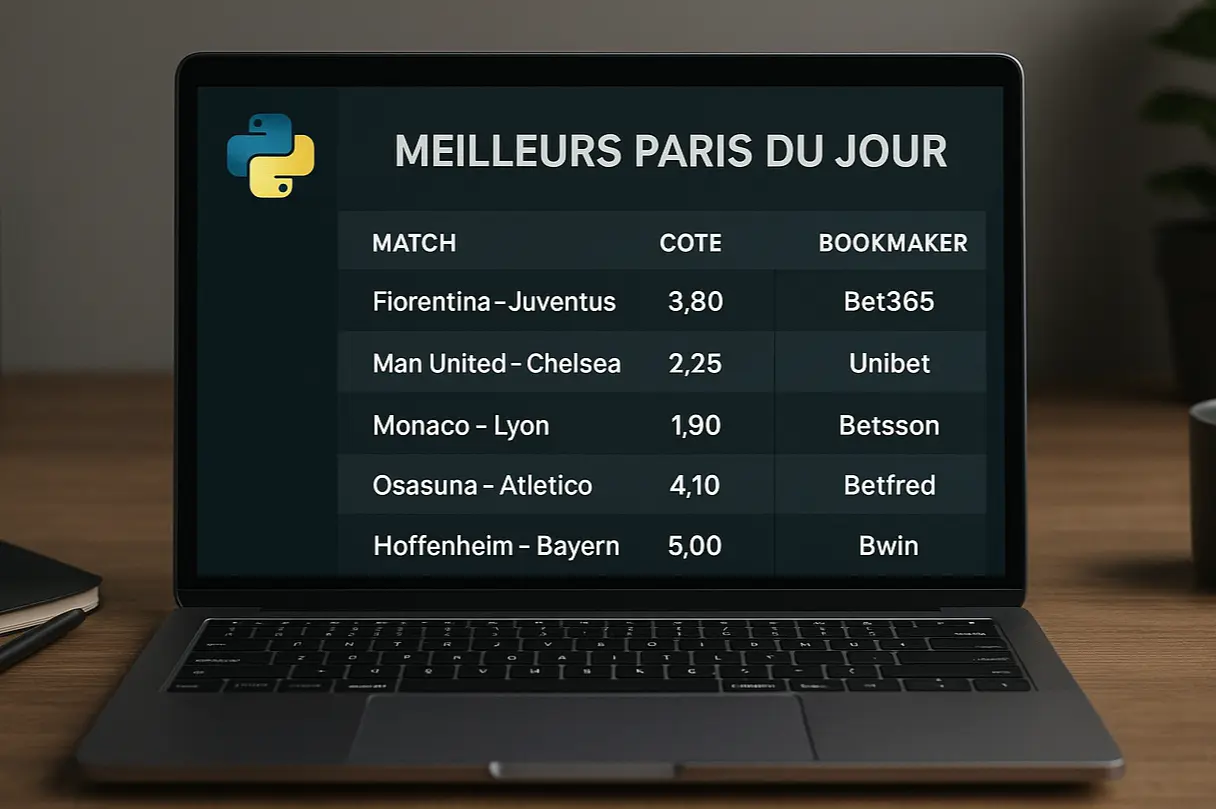 MEILLEURS PARIS DU JOUR
MATCH COTE BOOKMAKER
Fiorentina–Juventus 3,80 Bet365
Man United – Chelsea 2,25 Unibet
Monaco – Lyon 1,90 Betsson
Osasuna – Atletico 4,10 Betfred
Hoffenheim – Bayern 5,00 Bwin